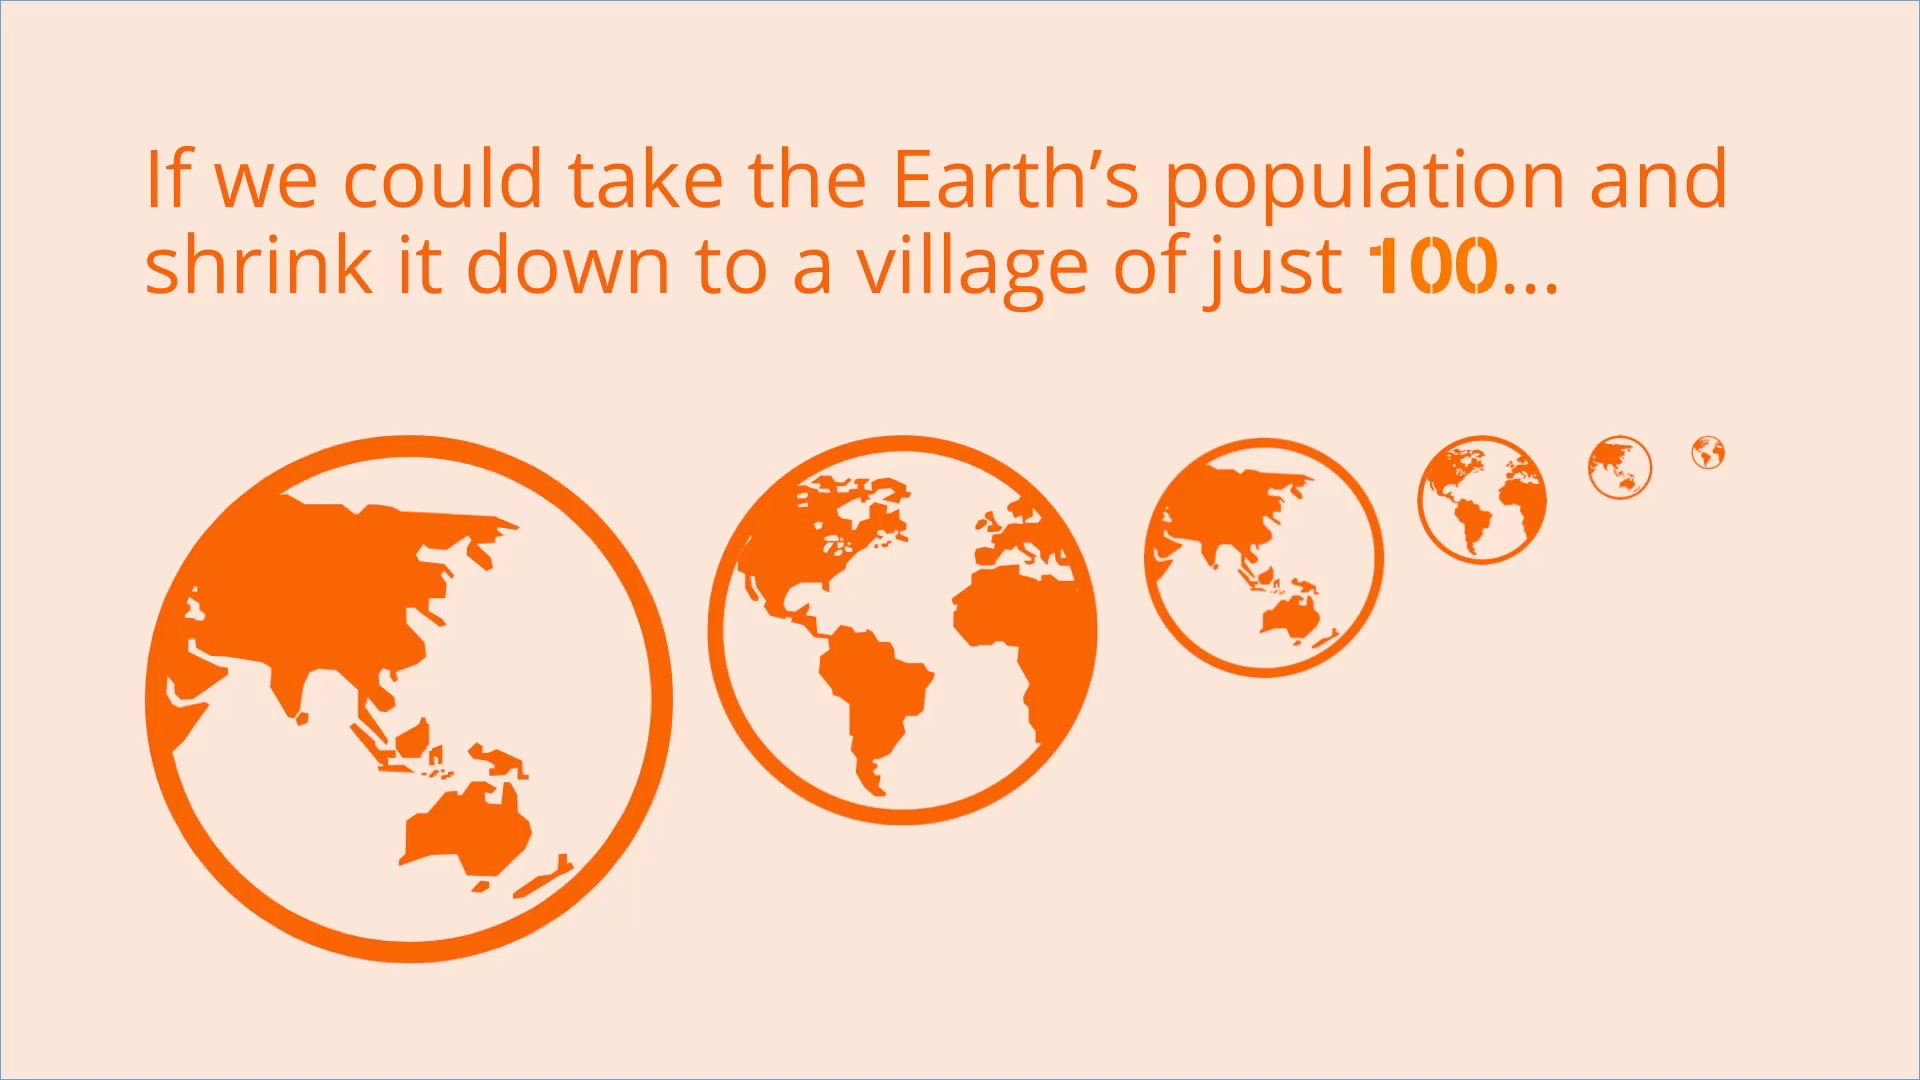 If we could take the Earth’s population and
shrink it down to a village of just 100...